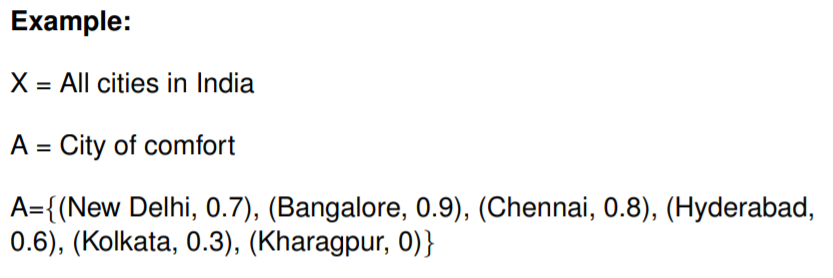 Example:
X = All cities in India
A = City of comfort
A={(New Delhi, 0.7), (Bangalore, 0.9), (Chennai, 0.8), (Hyderabad,
0.6), (Kolkata, 0.3), (Kharagpur, 0)}